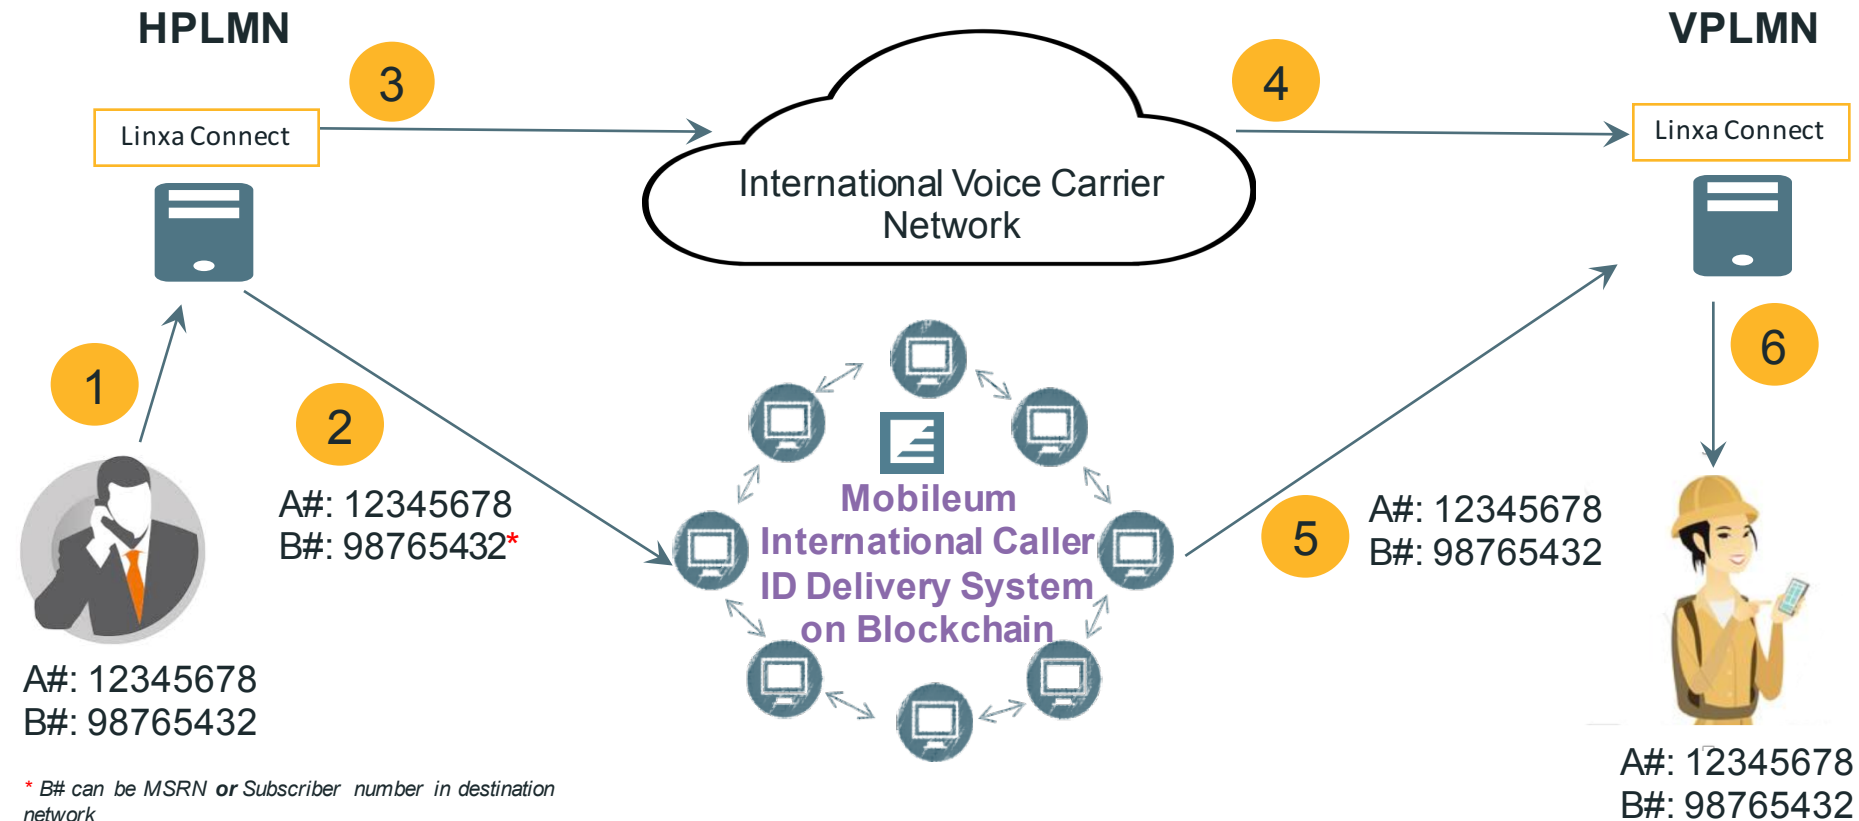 HPLMN
VPLMN
3
4
Linxa Connect
Linxa Connect
International Voice Carrier
Network
1
6
2
A#: 12345678
B#: 98765432*
Mobileum
International Caller
ID Delivery System
on Blockchain
5
A#: 12345678
B#: 98765432
A#: 12345678
B#: 98765432
A#: 12345678
B#: 98765432
* B# can be MSRN or Subscriber number in destination
network